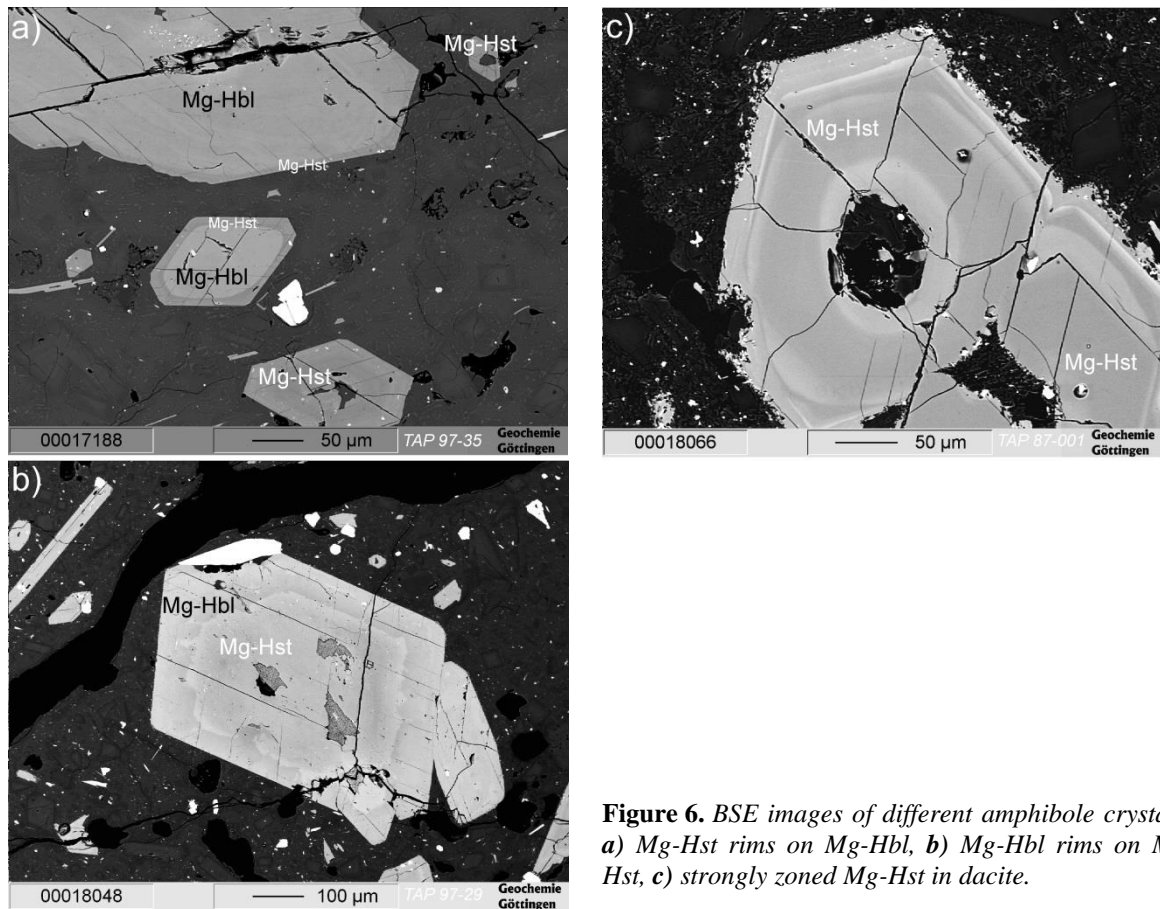 a)
Mg-Hst
Mg-Hbl
Mg-Hst
Mg-Hst
Mg-Hbl
Mg-Hst
00017188
50 µm
TAP 97-35
Geochemie
Göttingen
b)
Mg-Hbl
Mg-Hst
00018048
100 µm
TAP 97-29
Geochemie
Göttingen
c)
Mg-Hst
Mg-Hst
00018066
50 µm
TAP 87-001
Geochemie
Göttingen
Figure 6. BSE images of different amphibole crysta
a) Mg-Hst rims on Mg-Hbl, b) Mg-Hbl rims on M
Hst, c) strongly zoned Mg-Hst in dacite.